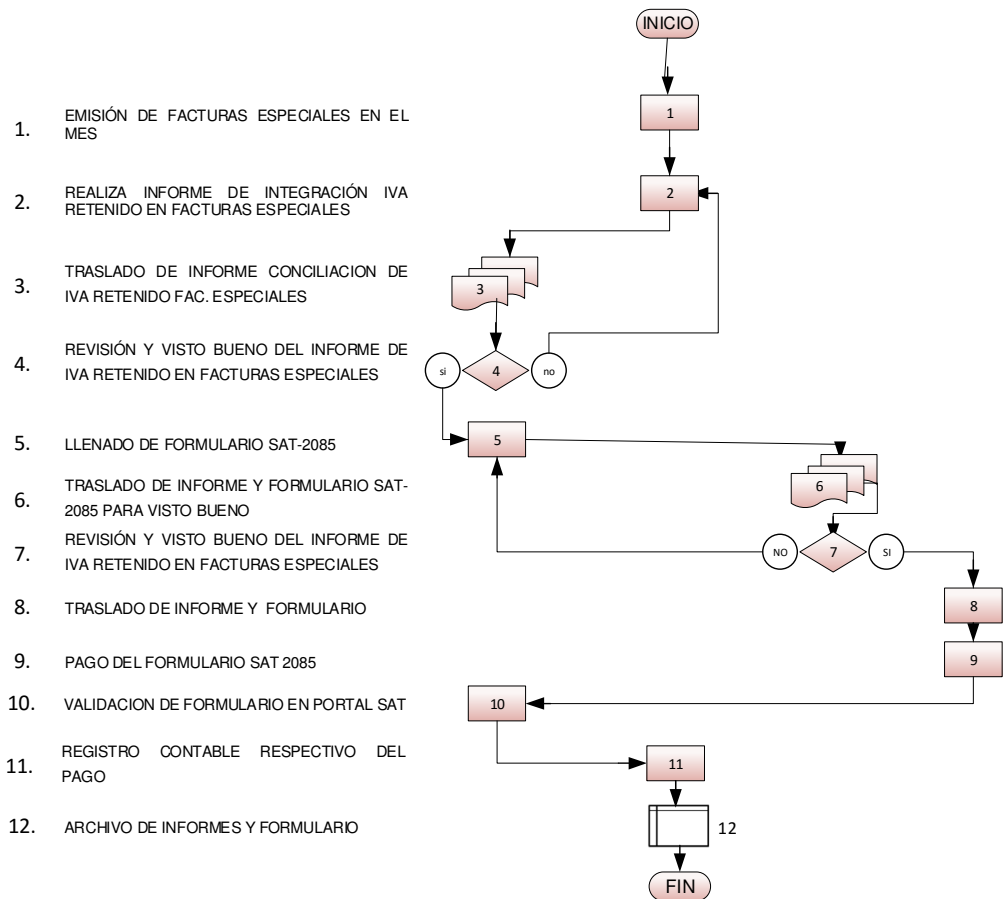 INICIO
1. EMISIÓN DE FACTURAS ESPECIALES EN EL
MES
1
2. REALIZA INFORME DE INTEGRACIÓN IVA
RETENIDO EN FACTURAS ESPECIALES
2
3. TRASLADO DE INFORME CONCILIACION DE
IVA RETENIDO FAC. ESPECIALES
3
4. REVISIÓN Y VISTO BUENO DEL INFORME DE
IVA RETENIDO EN FACTURAS ESPECIALES
si 4 no
5. LLENADO DE FORMULARIO SAT-2085
5
6. TRASLADO DE INFORME Y FORMULARIO SAT-
2085 PARA VISTO BUENO
6
7. REVISIÓN Y VISTO BUENO DEL INFORME DE
IVA RETENIDO EN FACTURAS ESPECIALES
NO 7 SI
8. TRASLADO DE INFORME Y FORMULARIO
8
9. PAGO DEL FORMULARIO SAT 2085
9
10. VALIDACION DE FORMULARIO EN PORTAL SAT
10
11. REGISTRO CONTABLE RESPECTIVO DEL
PAGO
11
12. ARCHIVO DE INFORMES Y FORMULARIO
12
FIN